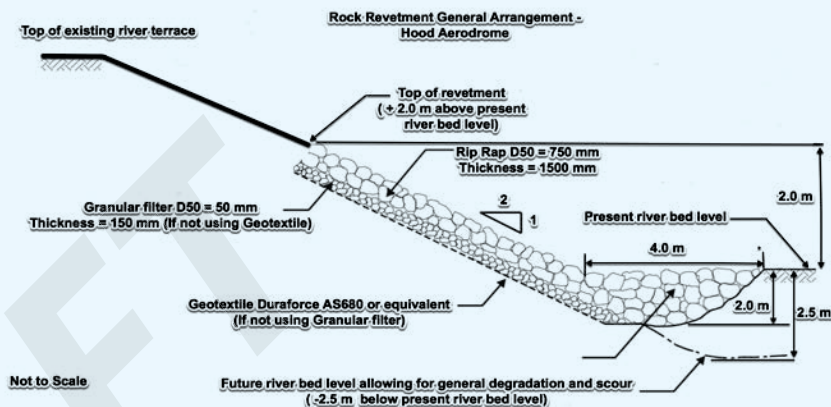 Rock Revetment General Arrangement -
Hood Aerodrome
Top of existing river terrace
Top of revetment
( + 2.0 m above present
river bed level)
Rip Rap D50 = 750 mm
Thickness = 1500 mm
2.0 m
Granular filter D50 = 50 mm
Thickness = 150 mm (If not using Geotextile)
2
1
Present river bed level
4.0 m
Geotextile Duraforce AS680 or equivalent
(If not using Granular filter)
2.0 m
2.5 m
Not to Scale
Future river bed level allowing for general degradation and scour
( -2.5 m below present river bed level)
FT